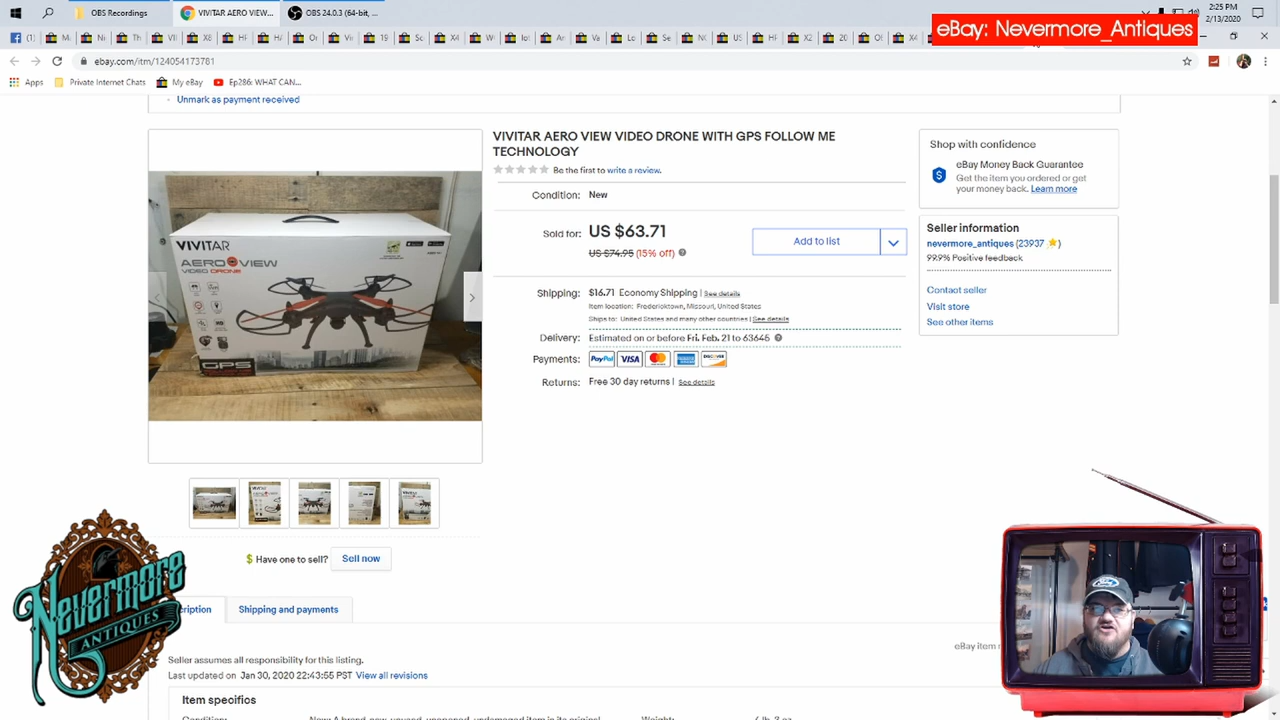 OBS Recordings
VIVITAR AERO VIEW...
OBS 24.0.3 (64-bit, ...
2:25 PM
2/13/2020
eBay: Nevermore_Antiques
ebay.com/itm/124054173781
Apps
Private Internet Chats
My eBay
Ep286: WHAT CAN...
Unmark as payment received
VIVITAR AERO VIEW VIDEO DRONE WITH GPS FOLLOW ME
TECHNOLOGY
Be the first to write a review.
Condition: New
Sold for: US $63.71
US $74.95 (15% off)
Add to list
Shipping: $16.71 Economy Shipping | See details
Item location: Fredericktown, Missouri, United States
Ships to: United States and many other countries | See details
Delivery: Estimated on or before Fri. Feb. 21 to 63645
Payments: PayPal VISA
Returns: Free 30 day returns | See details
Shop with confidence
eBay Money Back Guarantee
Get the item you ordered or get
your money back. Learn more
Seller information
nevermore_antiques (23937)
99.9% Positive feedback
Contact seller
Visit store
See other items
VIVITAR
AERO VIEW
VIDEO DRONE
GPS
$ Have one to sell? Sell now
Nevermore
ANTIQUES
cription
Shipping and payments
eBay item
Seller assumes all responsibility for this listing.
Last updated on Jan 30, 2020 22:43:55 PST View all revisions
Item specifics